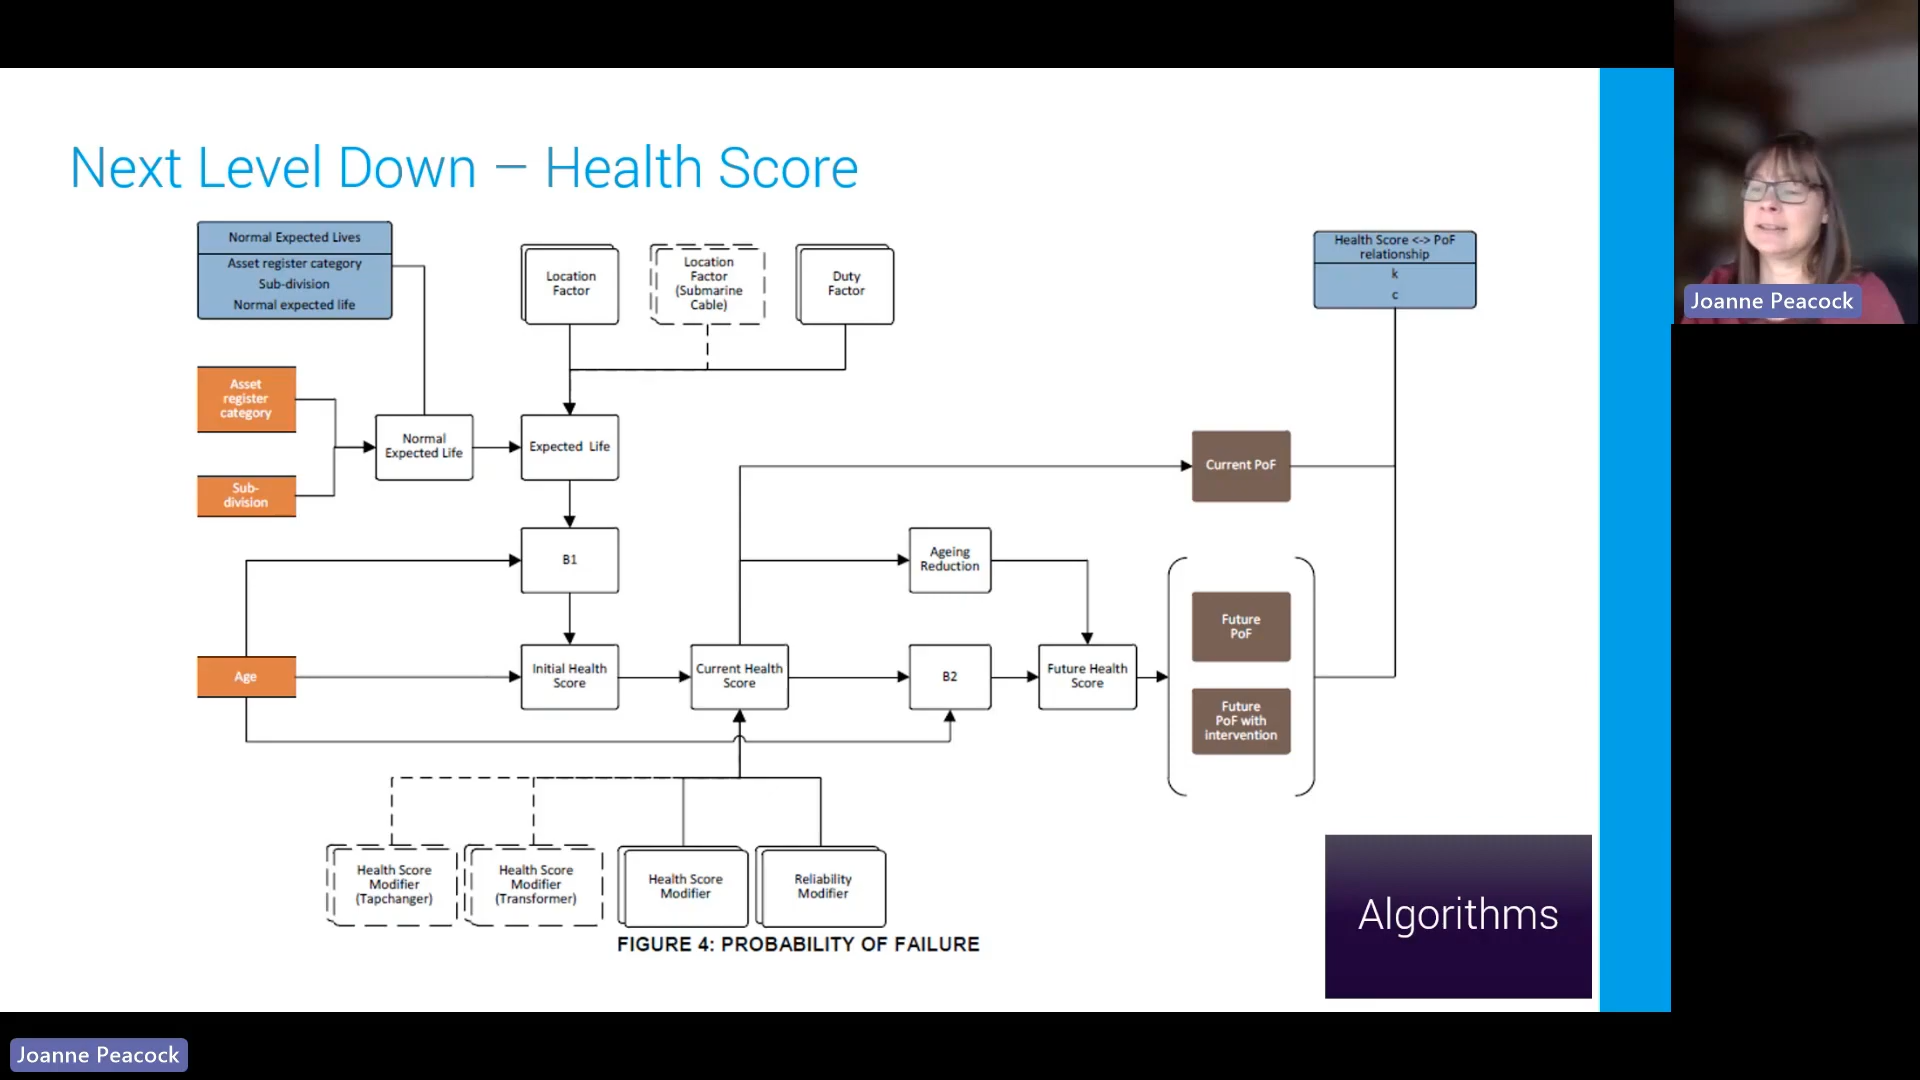 Next Level Down – Health Score
Normal Expected Lives
Asset register category
Sub-division
Normal expected life
Location
Factor
Location
Factor
(Submarine
Cable)
Duty
Factor
Health Score <-> PoF
relationship
k
c
Joanne Peacock
Asset
register
category
Sub-
division
Normal
Expected Life
Expected Life
Current PoF
B1
Ageing
Reduction
Future
PoF
Age
Initial Health
Score
Current Health
Score
B2
Future Health
Score
Future
PoF with
intervention
Health Score
Modifier
(Tapchanger)
Health Score
Modifier
(Transformer)
Health Score
Modifier
Reliability
Modifier
FIGURE 4: PROBABILITY OF FAILURE
Algorithms
Joanne Peacock